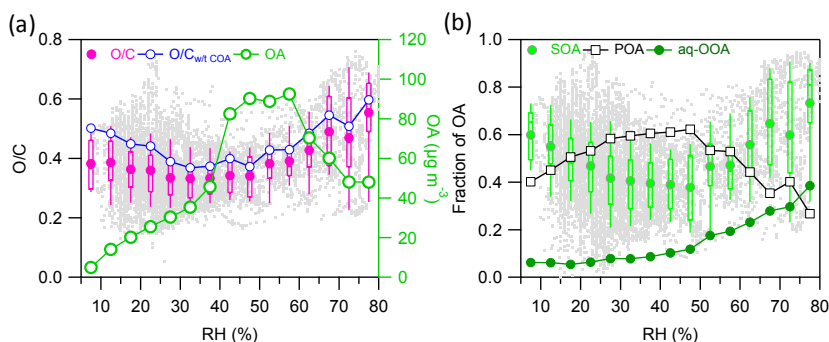 (a)
O/C O/C w/t COA OA
0.8
0.6
0.4
0.2
0.0
O/C
120
100
80
60
40
20
0
OA (μg m⁻³)
10 20 30 40 50 60 70 80
RH (%)
(b)
SOA POA aq-OOA
1.0
0.8
0.6
0.4
0.2
0.0
Fraction of OA
10 20 30 40 50 60 70 80
RH (%)